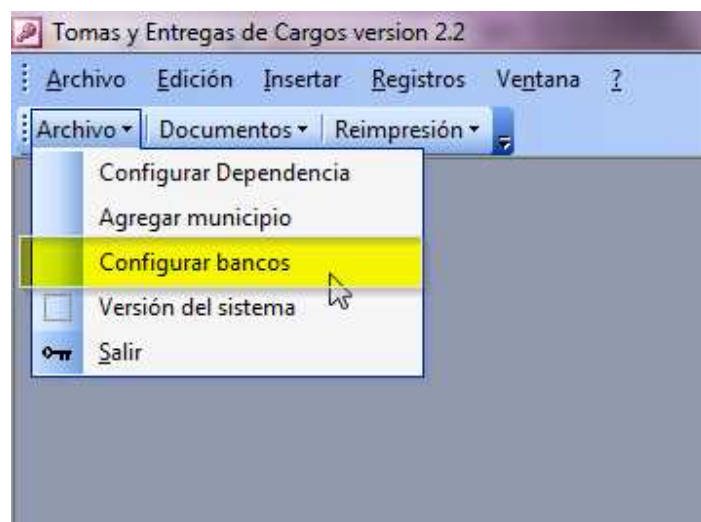 Tomas y Entregas de Cargos version 2.2
Archivo Edición Insertar Registros Ventana ?
Archivo Documentos Reimpresión
Configurar Dependencia
Agregar municipio
Configurar bancos
Versión del sistema
Salir